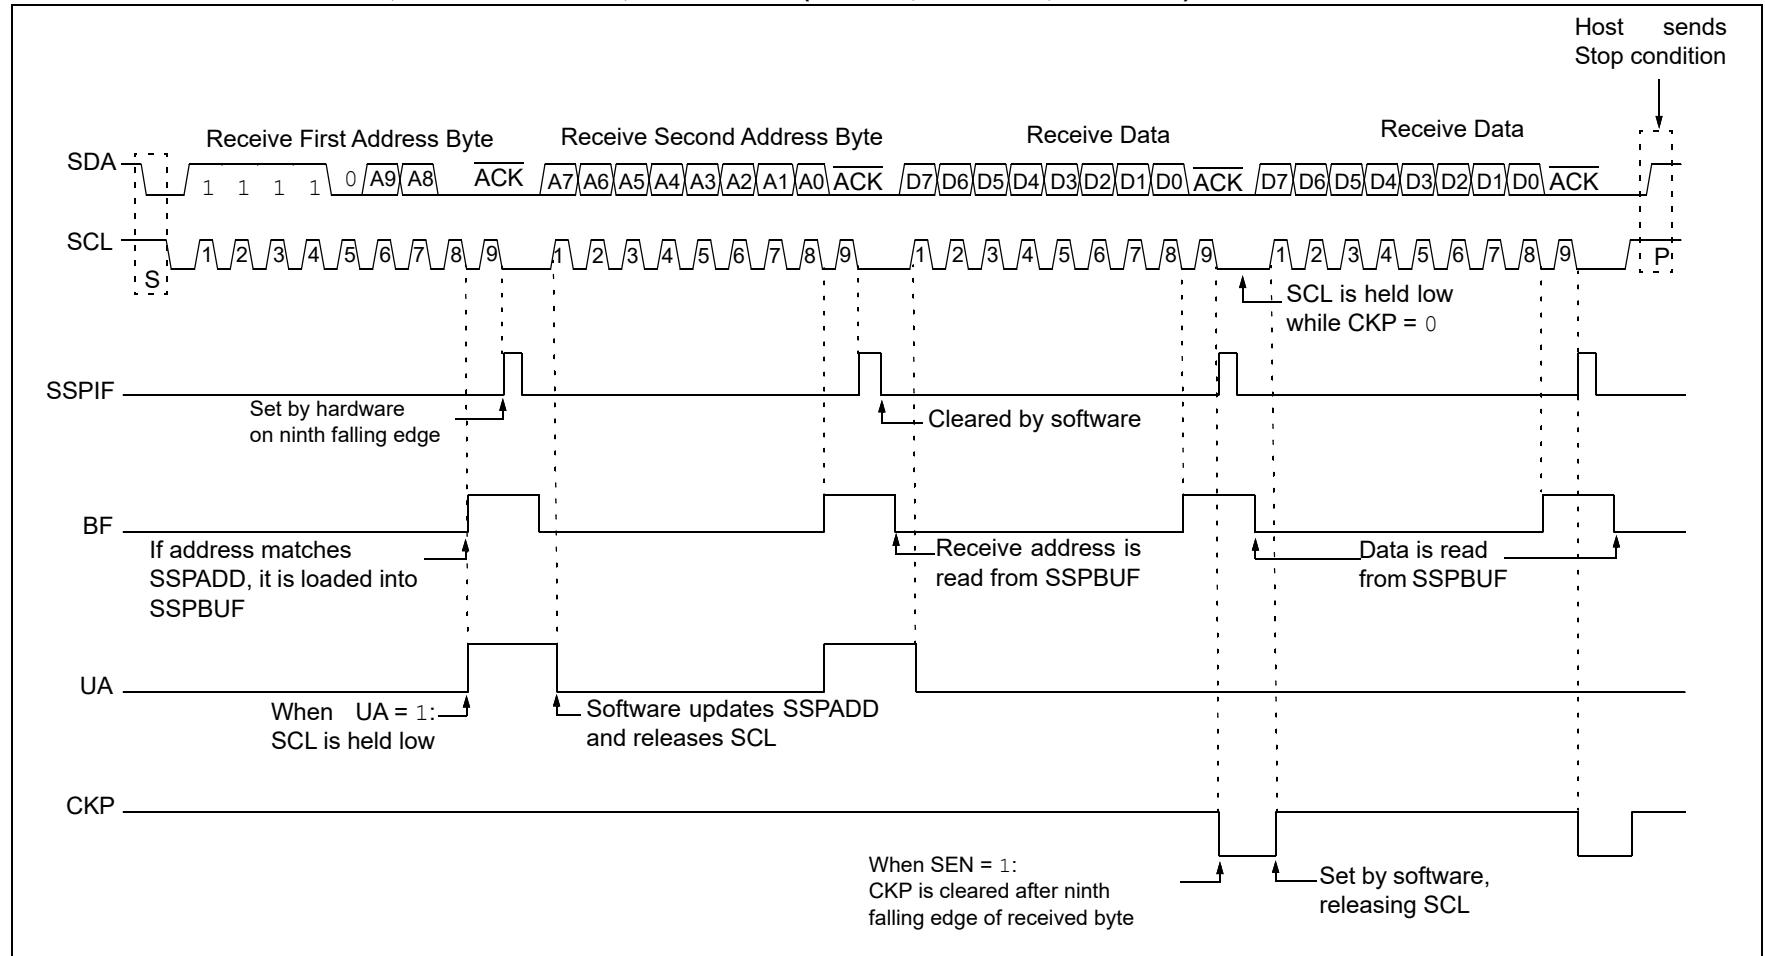 Host sends
Stop condition
Receive First Address Byte
Receive Second Address Byte
Receive Data
Receive Data
SDA
1 1 1 1 0 A9 A8 ACK A7 A6 A5 A4 A3 A2 A1 A0 ACK D7 D6 D5 D4 D3 D2 D1 D0 ACK D7 D6 D5 D4 D3 D2 D1 D0 ACK
SCL
S
1 2 3 4 5 6 7 8 9 1 2 3 4 5 6 7 8 9 1 2 3 4 5 6 7 8 9 1 2 3 4 5 6 7 8 9
P
SCL is held low
while CKP = 0
SSPIF
Set by hardware
on ninth falling edge
Cleared by software
BF
If address matches
SSPADD, it is loaded into
SSPBUF
Receive address is
read from SSPBUF
Data is read
from SSPBUF
UA
When UA = 1:
SCL is held low
Software updates SSPADD
and releases SCL
CKP
When SEN = 1:
CKP is cleared after ninth
falling edge of received byte
Set by software,
releasing SCL